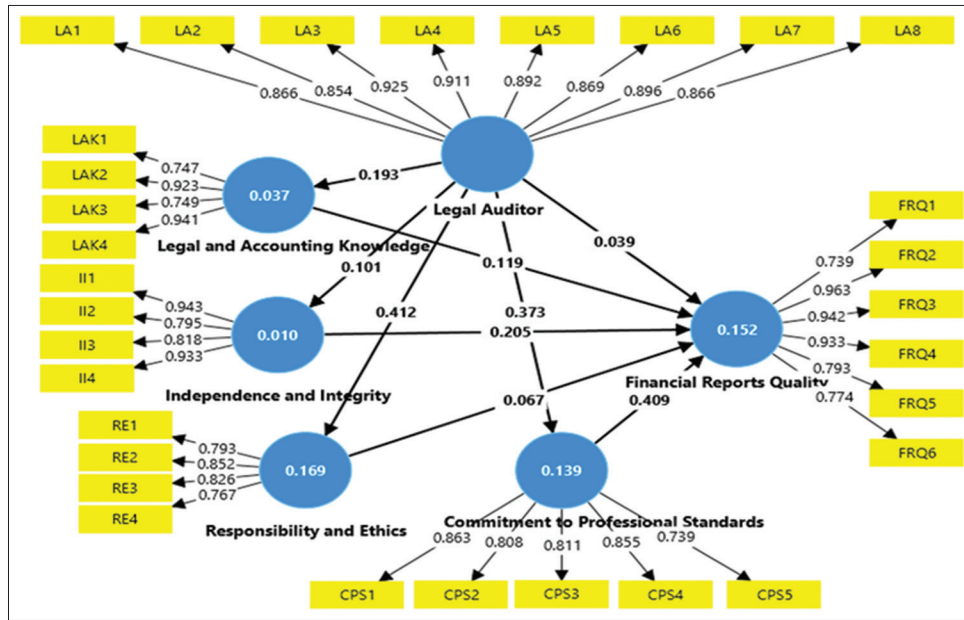 LA1 LA2 LA3 LA4 LA5 LA6 LA7 LA8
0.866 0.854 0.925 0.911 0.892 0.869 0.896 0.866
LAK1
LAK2
LAK3
LAK4
0.747
0.923
0.749
0.941
0.037
Legal and Accounting Knowledge
0.193
Legal Auditor
0.039
0.119
0.101
0.412
0.373
II1
II2
II3
II4
0.943
0.795
0.818
0.933
0.010
Independence and Integrity
0.205
0.152
Financial Reports Quality
FRQ1
FRQ2
FRQ3
FRQ4
FRQ5
FRQ6
0.739
0.963
0.942
0.933
0.793
0.774
RE1
RE2
RE3
RE4
0.793
0.852
0.826
0.767
0.169
Responsibility and Ethics
0.067
0.409
0.139
Commitment to Professional Standards
0.863 0.808 0.811 0.855 0.739
CPS1 CPS2 CPS3 CPS4 CPS5